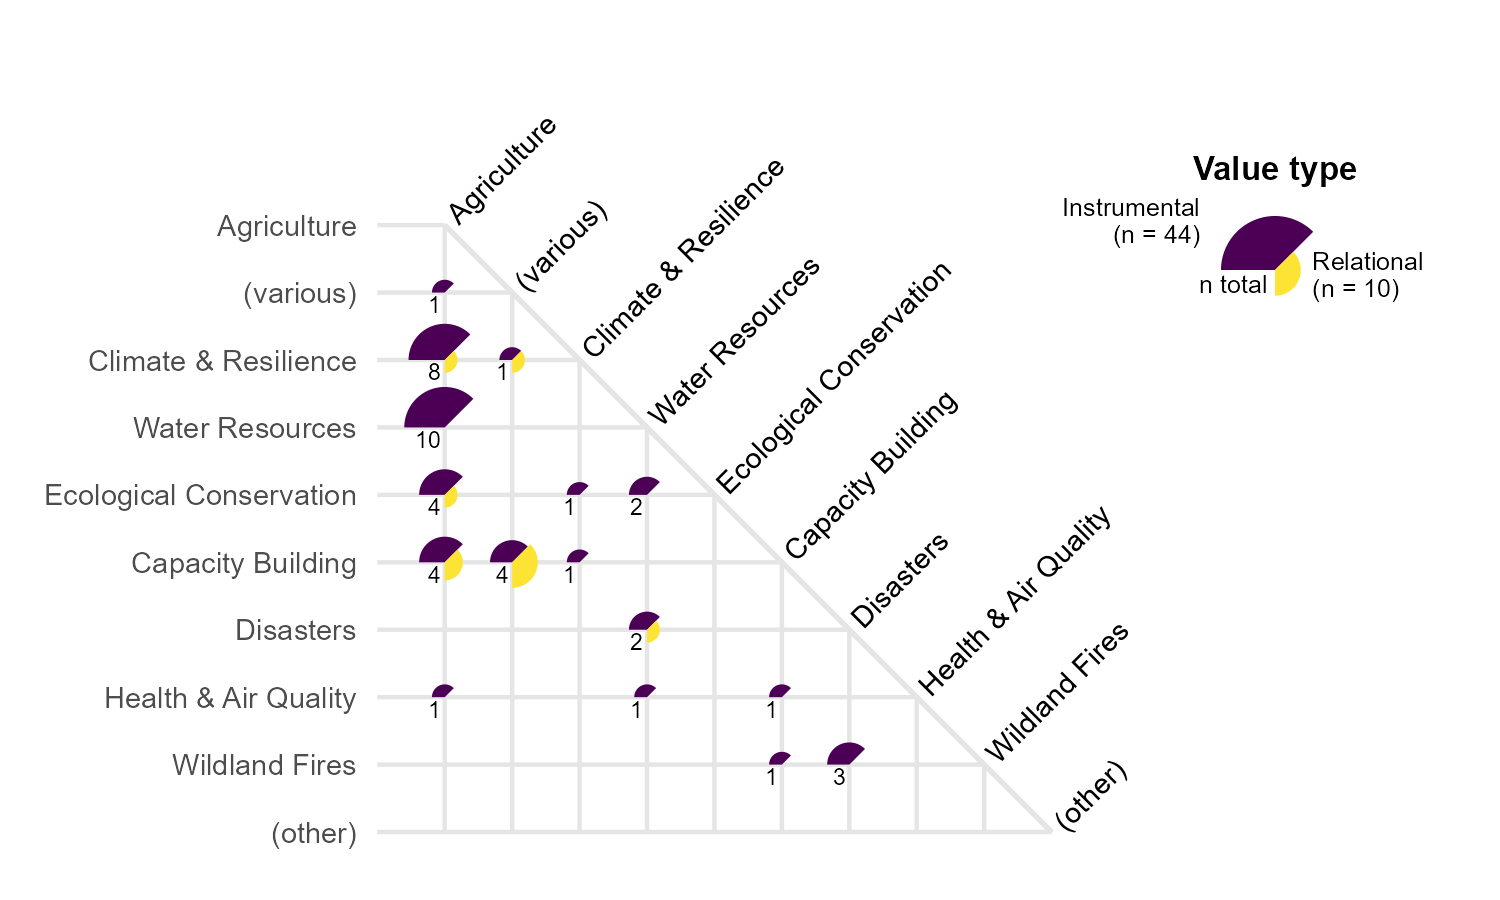 Value type
Instrumental
(n = 44)
Relational
(n = 10)
n total
Agriculture
(various)
Climate & Resilience
Water Resources
Ecological Conservation
Capacity Building
Disasters
Health & Air Quality
Wildland Fires
(other)
Agriculture
(various)
1
Climate & Resilience
8 1
Water Resources
10
Ecological Conservation
4 1 2
Capacity Building
4 4 1
Disasters
2
Health & Air Quality
1 1 1
Wildland Fires
1 3
(other)